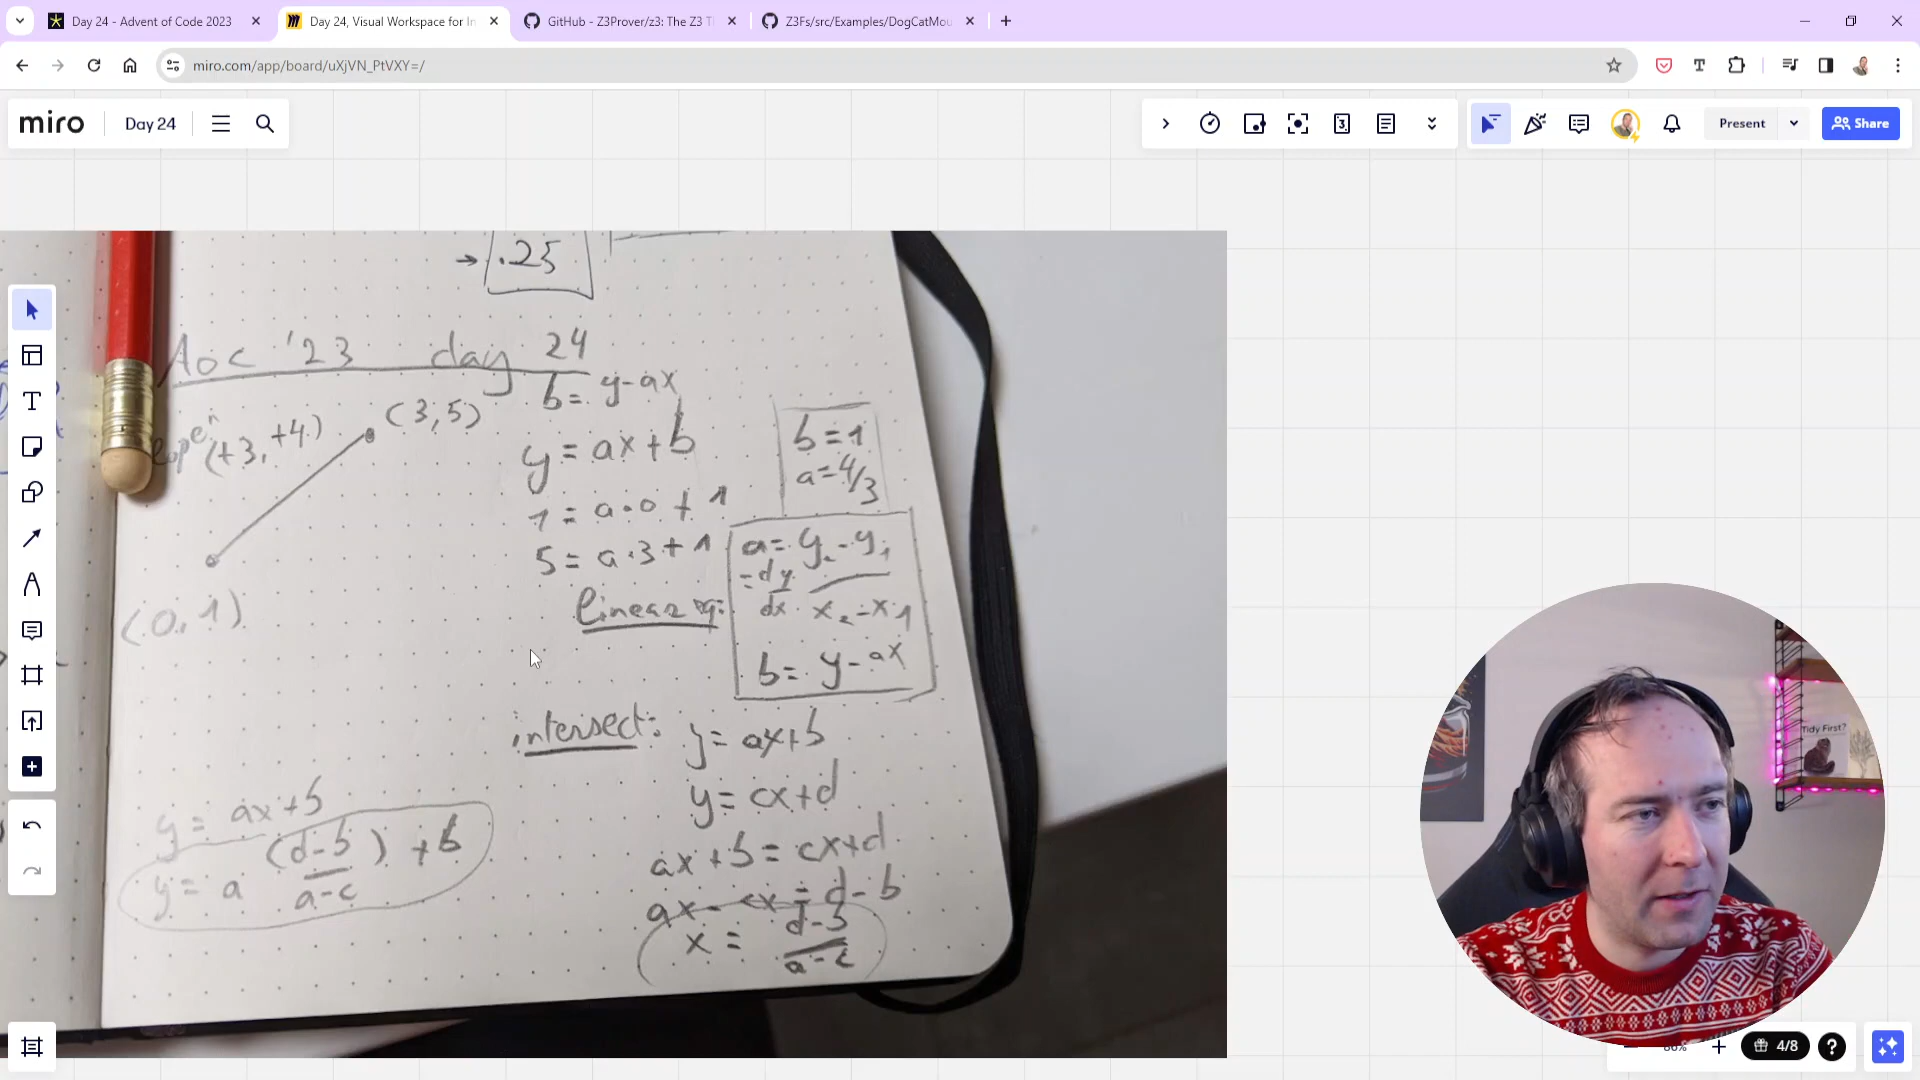 Day 24 - Advent of Code 2023
Day 24, Visual Workspace for In
GitHub - Z3Prover/z3: The Z3 T
Z3Fs/src/Examples/DogCatMou
miro.com/app/board/uXjVN_PtVXY=/
miro
Day 24
3
Present
Share
→ .25
AoC '23 day 24
b = y-ax
(+3, +4)
(3,5)
y = ax+b
1 = a·0 + 1
5 = a·3 + 1
(0,1)
b = 1
a = 4/3
linear eq:
a = y₂ - y₁
= dy
dx x₂ - x1
b = y - ax
intersect: y = ax+b
y = cx+d
ax + b = cx+d
ax - cx = d - b
x = d-b
a-c
y = ax+b
y = a (d-b) + b
a-c
Tidy First?
4/8
?